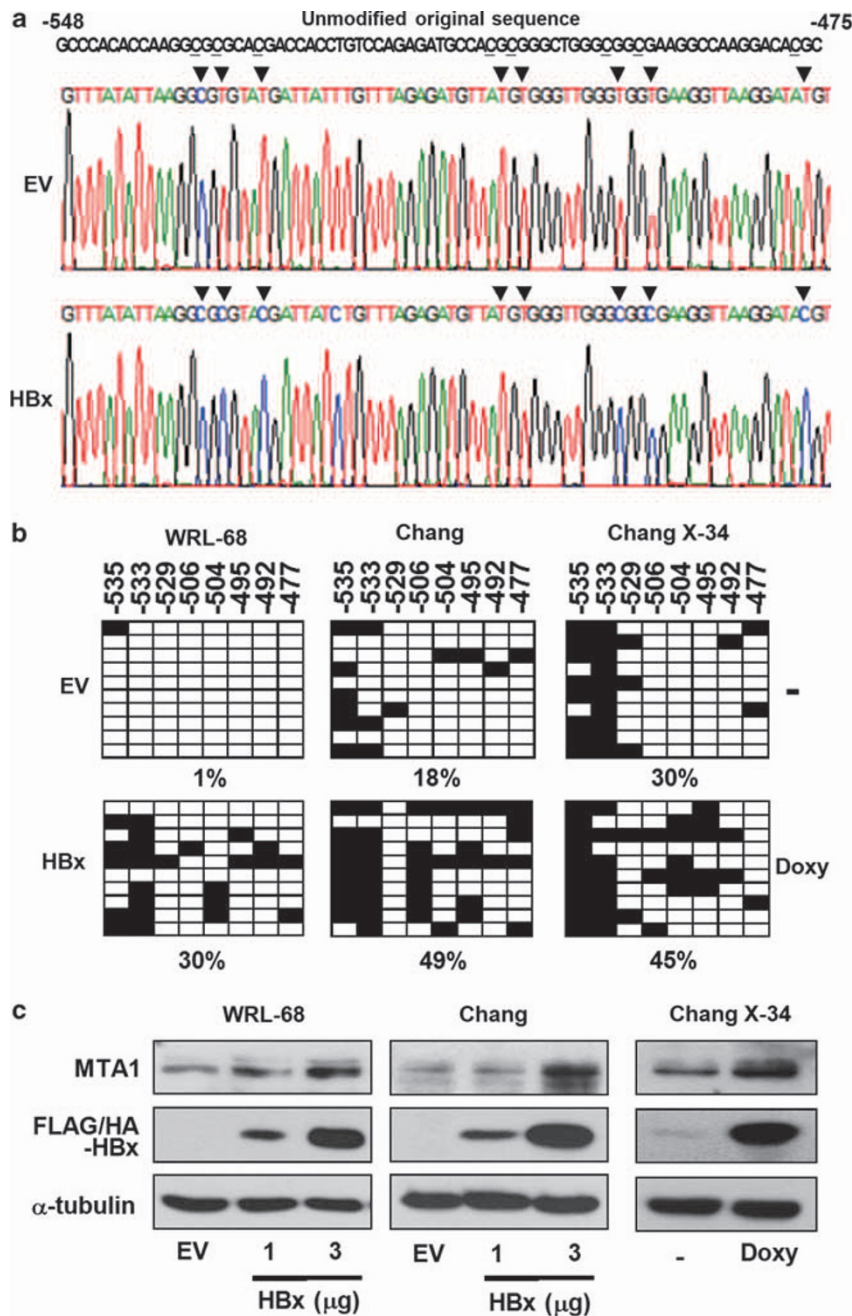 a
Unmodified original sequence
-548 -475
GCCCACACCAAGGCGCGCACGACCACCTGTCCAGAGATGCCACGCGGGCTGGGCGGCGAAGGCCAAGGACACGC
GTTTATATTAAGGCGTGTATGATTATTTGTTTAGAGATGTTATGTGGGTTGGGTGGTGAAGGTTAAGGATATGT
EV
GTTTATATTAAGGCGCGTACGATTATCTGTTTAGAGATGTTATGTGGGTTGGGCGGCGAAGGTTAAGGATACGT
HBx
b
WRL-68 Chang Chang X-34
-535 -533 -529 -506 -504 -495 -492 -477 -535 -533 -529 -506 -504 -495 -492 -477 -535 -533 -529 -506 -504 -495 -492 -477
EV -
1% 18% 30%
HBx Doxy
30% 49% 45%
c
WRL-68 Chang Chang X-34
MTA1
FLAG/HA
-HBx
α-tubulin
EV 1 3 EV 1 3 - Doxy
HBx (μg) HBx (μg)